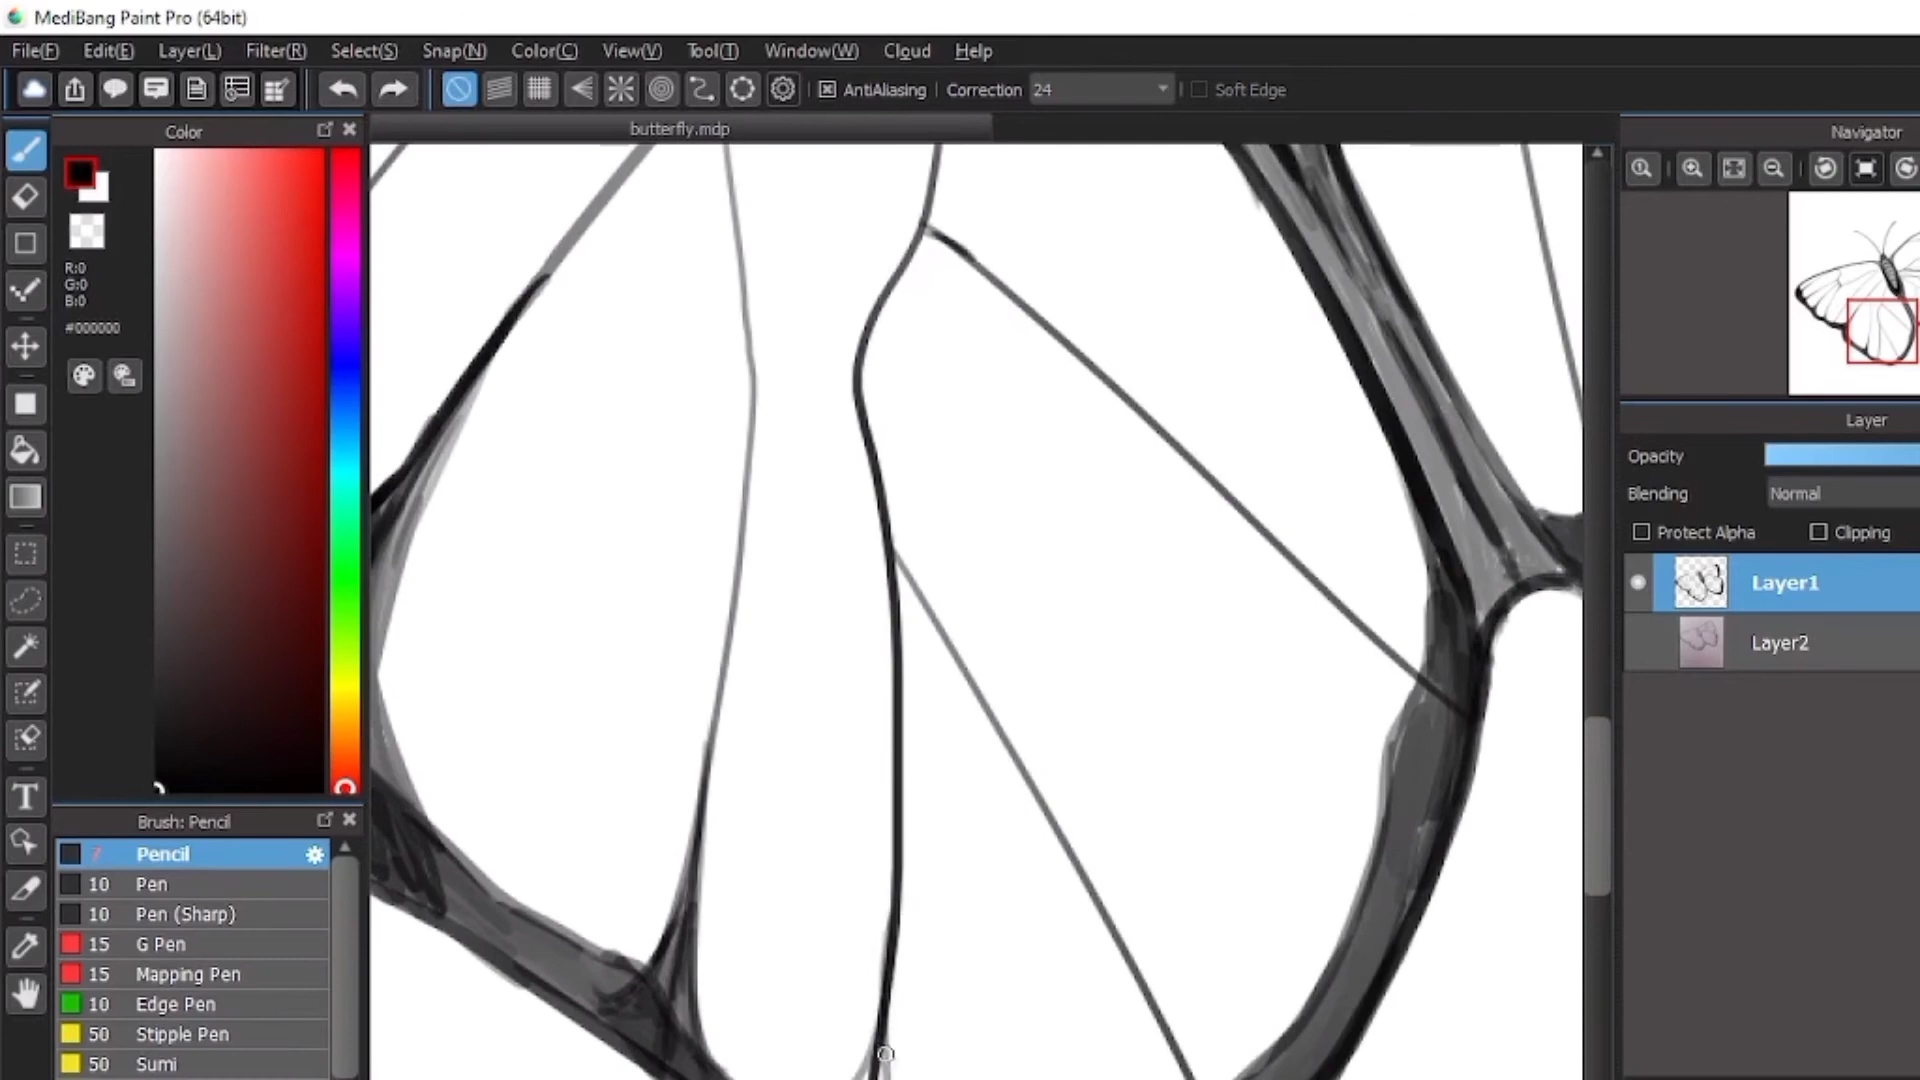 MediBang Paint Pro (64bit)
File(F) Edit(E) Layer(L) Filter(R) Select(S) Snap(N) Color(C) View(V) Tool(T) Window(W) Cloud Help
AntiAliasing Correction 24 Soft Edge
Color
butterfly.mdp
Navigator
R:0
G:0
B:0
#000000
Layer
Opacity
Blending Normal
Protect Alpha Clipping
Layer1
Layer2
Brush: Pencil
7 Pencil
10 Pen
10 Pen (Sharp)
15 G Pen
15 Mapping Pen
10 Edge Pen
50 Stipple Pen
50 Sumi